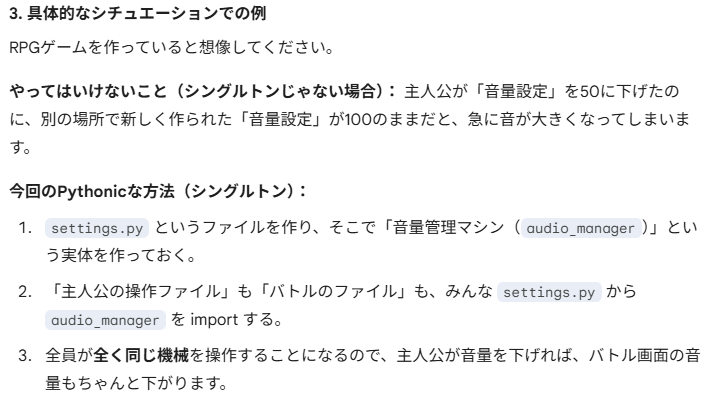 3. 具体的なシチュエーションでの例
RPGゲームを作っていると想像してください。
やってはいけないこと（シングルトンじゃない場合）： 主人公が「音量設定」を50に下げたの
に、別の場所で新しく作られた「音量設定」が100のままだと、急に音が大きくなってしまいま
す。
今回のPythonicな方法（シングルトン）：
1. settings.py というファイルを作り、そこで「音量管理マシン（ audio_manager ）」とい
う実体を作っておく。
2. 「主人公の操作ファイル」も「バトルのファイル」も、みんな settings.py から
audio_manager を import する。
3. 全員が全く同じ機械を操作することになるので、主人公が音量を下げれば、バトル画面の音
量もちゃんと下がります。